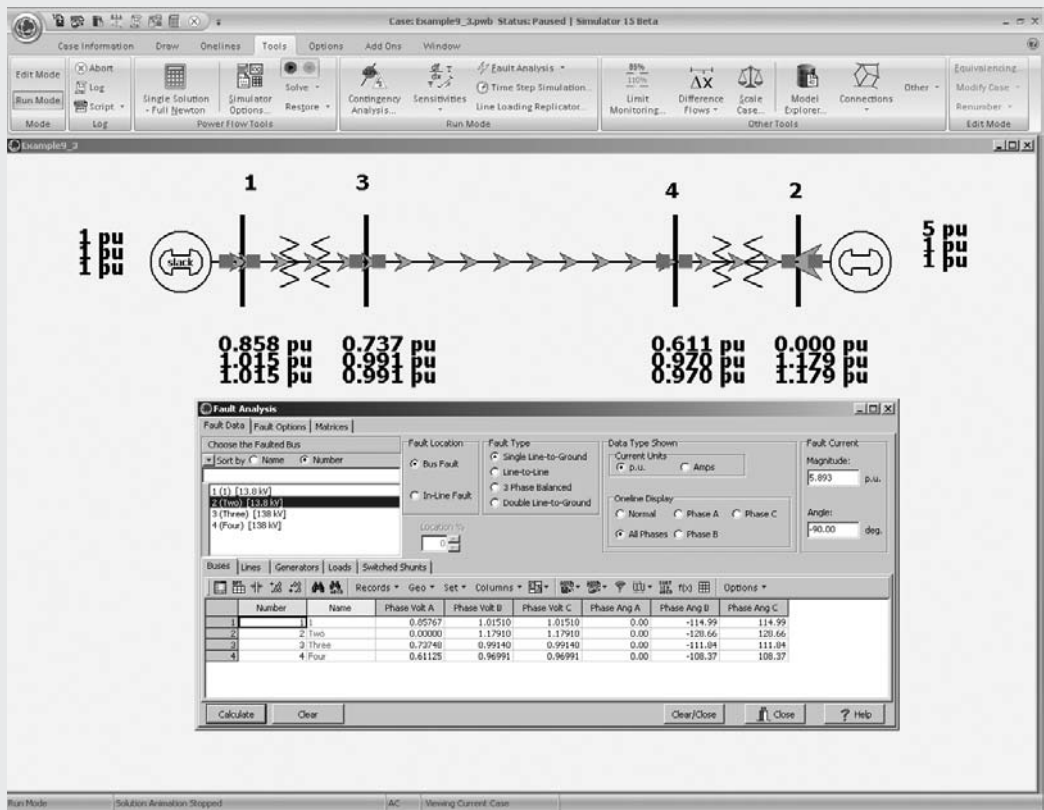 Case: Example9_3.pwb Status: Paused | Simulator 15 Beta
Case Information Draw Onelines Tools Options Add Ons Window
Edit Mode
Run Mode
Mode
Abort
Log
Script
Log
Single Solution - Full Newton
Simulator Options...
Solve
Restore
Power Flow Tools
Contingency Analysis...
Sensitivities
Fault Analysis
Time Step Simulation...
Line Loading Replicator...
Run Mode
Limit Monitoring...
Difference Flows
Scale Case...
Model Explorer...
Connections
Other
Other Tools
Equivalencing...
Modify Case
Renumber
Edit Mode
Example9_3
1 3 4 2
1 pu
1 pu
1 pu
slack
5 pu
1 pu
1 pu
0.858 pu 0.737 pu 0.611 pu 0.000 pu
1.015 pu 0.991 pu 0.970 pu 1.179 pu
1.015 pu 0.991 pu 0.970 pu 1.179 pu
Fault Analysis
Fault Data Fault Options Matrices
Choose the Faulted Bus
Sort by Name Number
1 (1) [13.8 kV]
2 (Two) [13.8 kV]
3 (Three) [138 kV]
4 (Four) [138 kV]
Fault Location
Bus Fault
In-Line Fault
Location %
0
Fault Type
Single Line-to-Ground
Line-to-Line
3 Phase Balanced
Double Line-to-Ground
Data Type Shown
Current Units
p.u. Amps
Oneline Display
Normal Phase A Phase C
All Phases Phase B
Fault Current
Magnitude:
5.893 p.u.
Angle:
-90.00 deg.
Buses Lines Generators Loads Switched Shunts
Records Geo Set Columns f(x) Options
Number Name Phase Volt A Phase Volt B Phase Volt C Phase Ang A Phase Ang B Phase Ang C
1 1 1 0.85767 1.01510 1.01510 0.00 -114.99 114.99
2 2 Two 0.00000 1.17910 1.17910 0.00 -128.66 128.66
3 3 Three 0.73748 0.99140 0.99140 0.00 -111.84 111.84
4 4 Four 0.61125 0.96991 0.96991 0.00 -108.37 108.37
Calculate Clear Clear/Close Close ? Help
Run Mode Solution Animation Stopped AC Viewing Current Case